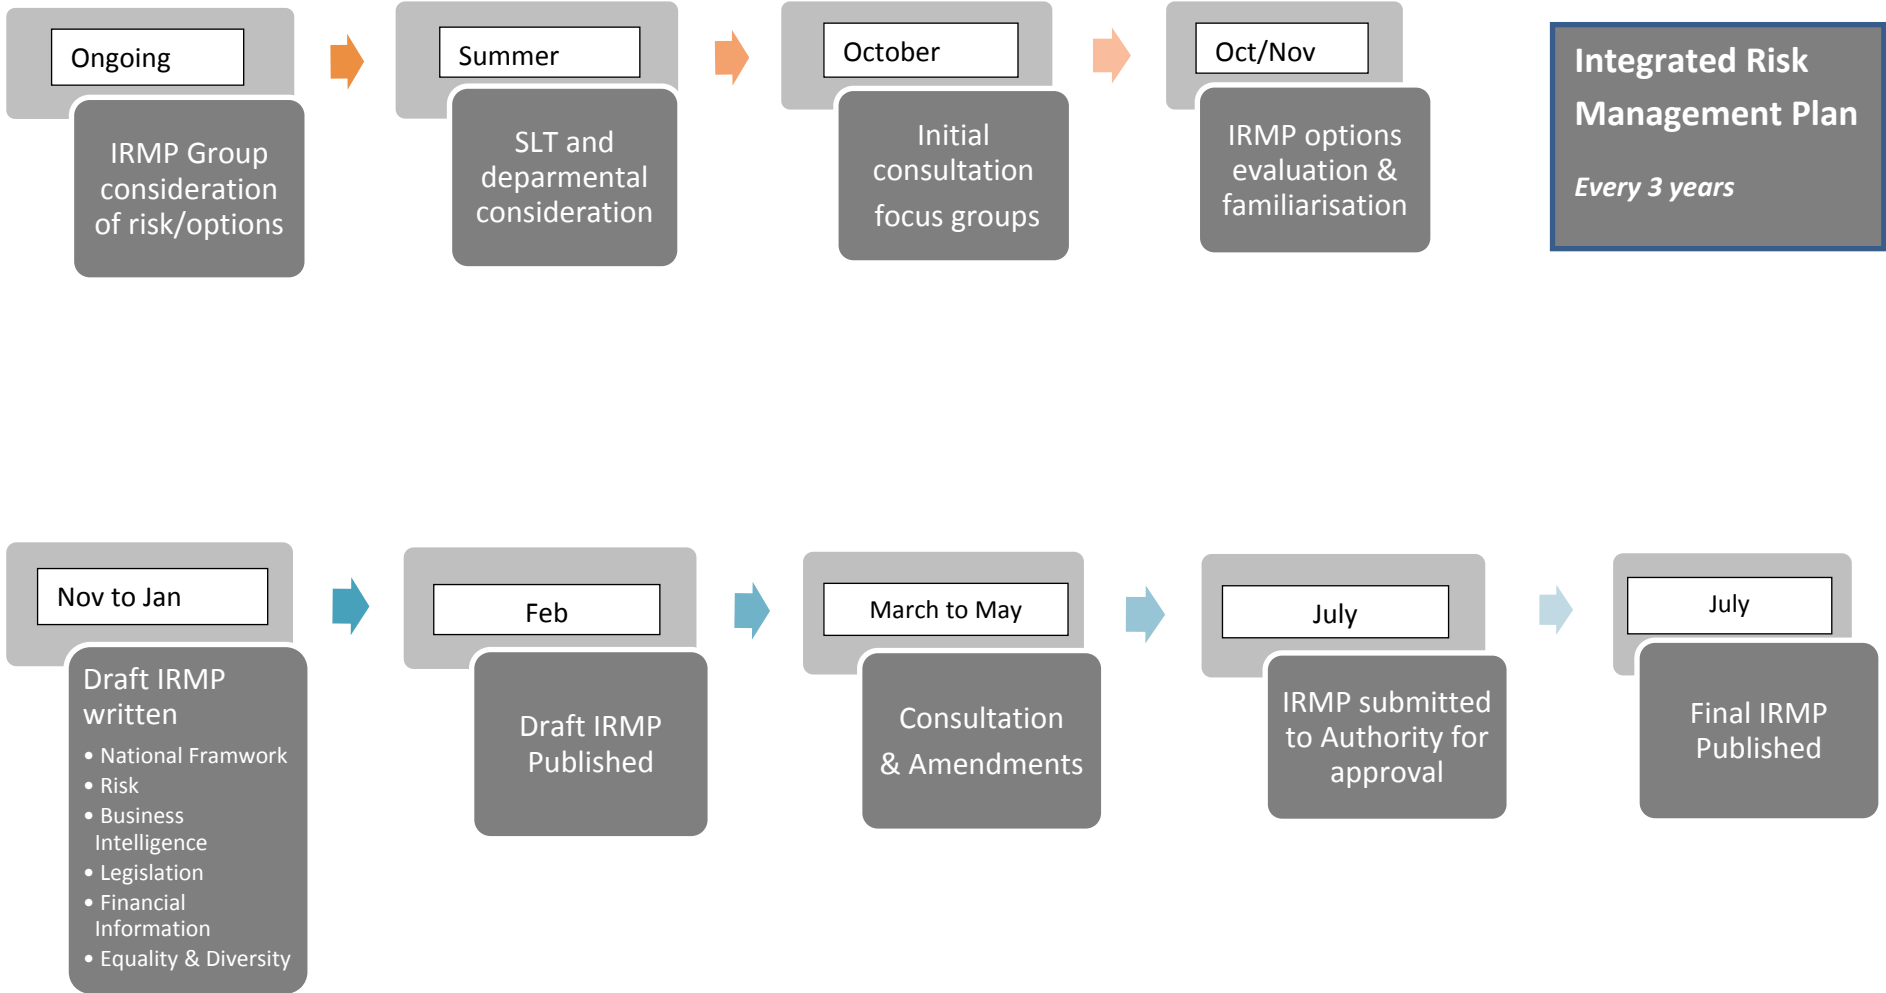 Ongoing
IRMP Group
consideration
of risk/options
Summer
SLT and
deparmental
consideration
October
Initial
consultation
focus groups
Oct/Nov
IRMP options
evaluation &
familiarisation
Integrated Risk
Management Plan
Every 3 years
Nov to Jan
Draft IRMP
written
• National Framwork
• Risk
• Business
Intelligence
• Legislation
• Financial
Information
• Equality & Diversity
Feb
Draft IRMP
Published
March to May
Consultation
& Amendments
July
IRMP submitted
to Authority for
approval
July
Final IRMP
Published